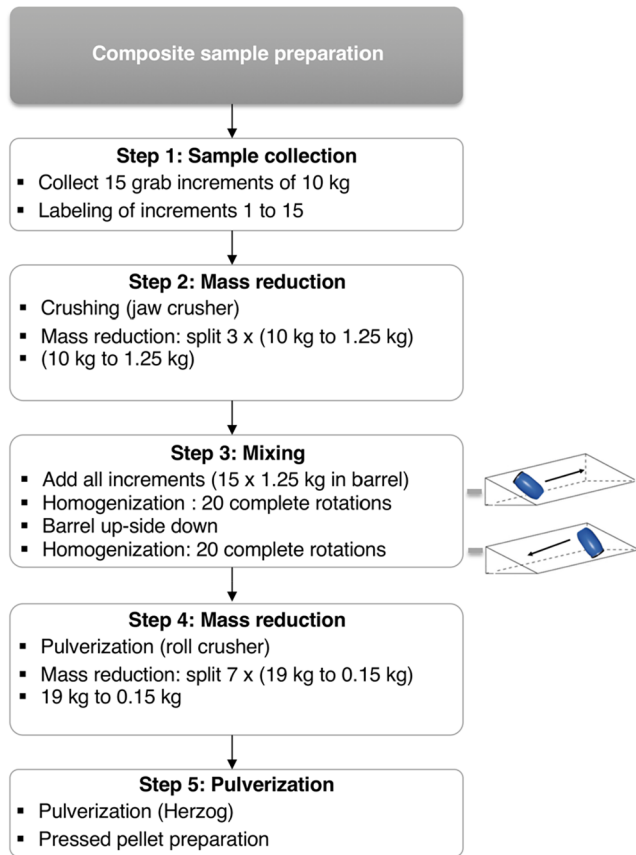 Composite sample preparation
Step 1: Sample collection
▪ Collect 15 grab increments of 10 kg
▪ Labeling of increments 1 to 15
Step 2: Mass reduction
▪ Crushing (jaw crusher)
▪ Mass reduction: split 3 x (10 kg to 1.25 kg)
▪ (10 kg to 1.25 kg)
Step 3: Mixing
▪ Add all increments (15 x 1.25 kg in barrel)
▪ Homogenization : 20 complete rotations
▪ Barrel up-side down
▪ Homogenization: 20 complete rotations
Step 4: Mass reduction
▪ Pulverization (roll crusher)
▪ Mass reduction: split 7 x (19 kg to 0.15 kg)
▪ 19 kg to 0.15 kg
Step 5: Pulverization
▪ Pulverization (Herzog)
▪ Pressed pellet preparation